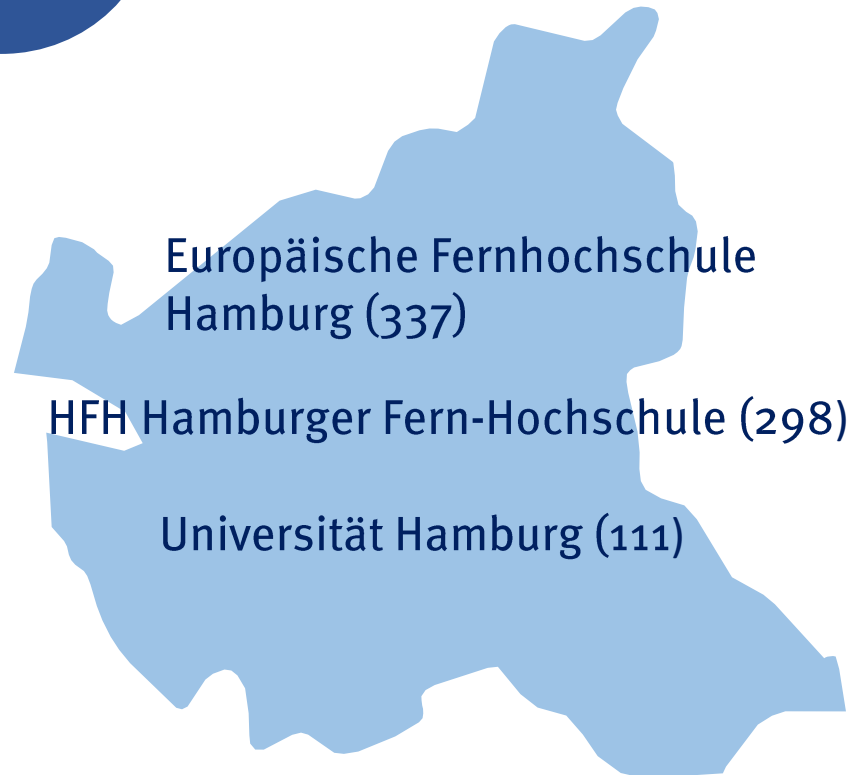 Europäische Fernhochschule
Hamburg (337)
HFH Hamburger Fern-Hochschule (298)
Universität Hamburg (111)